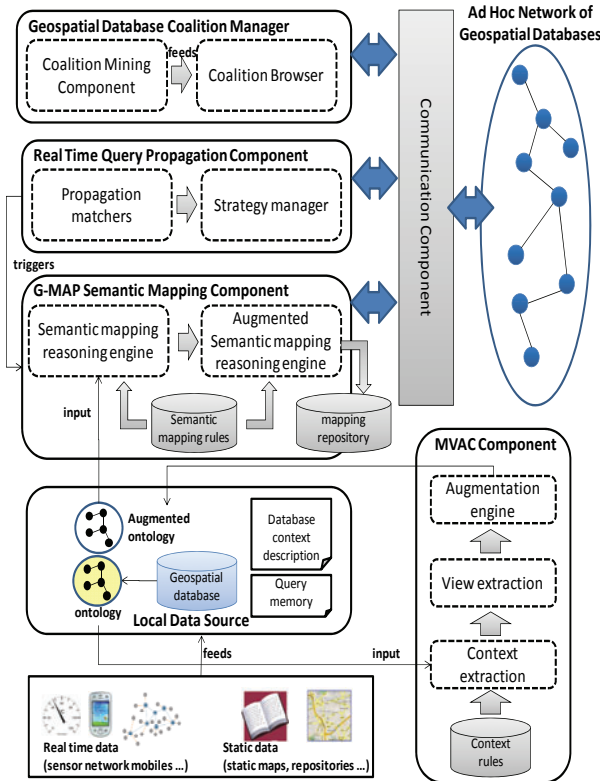 Geospatial Database Coalition Manager
feeds
Coalition Mining
Component
Coalition Browser
Ad Hoc Network of
Geospatial Databases
Communication Component
Real Time Query Propagation Component
Propagation
matchers
Strategy manager
triggers
G-MAP Semantic Mapping Component
Semantic mapping
reasoning engine
Augmented
Semantic mapping
reasoning engine
input
Semantic
mapping rules
mapping
repository
MVAC Component
Augmentation
engine
View extraction
Context
extraction
Context
rules
Augmented
ontology
Database
context
description
Geospatial
database
Query
memory
ontology
Local Data Source
feeds
input
Real time data
(sensor network mobiles ...)
Static data
(static maps, repositories ...)